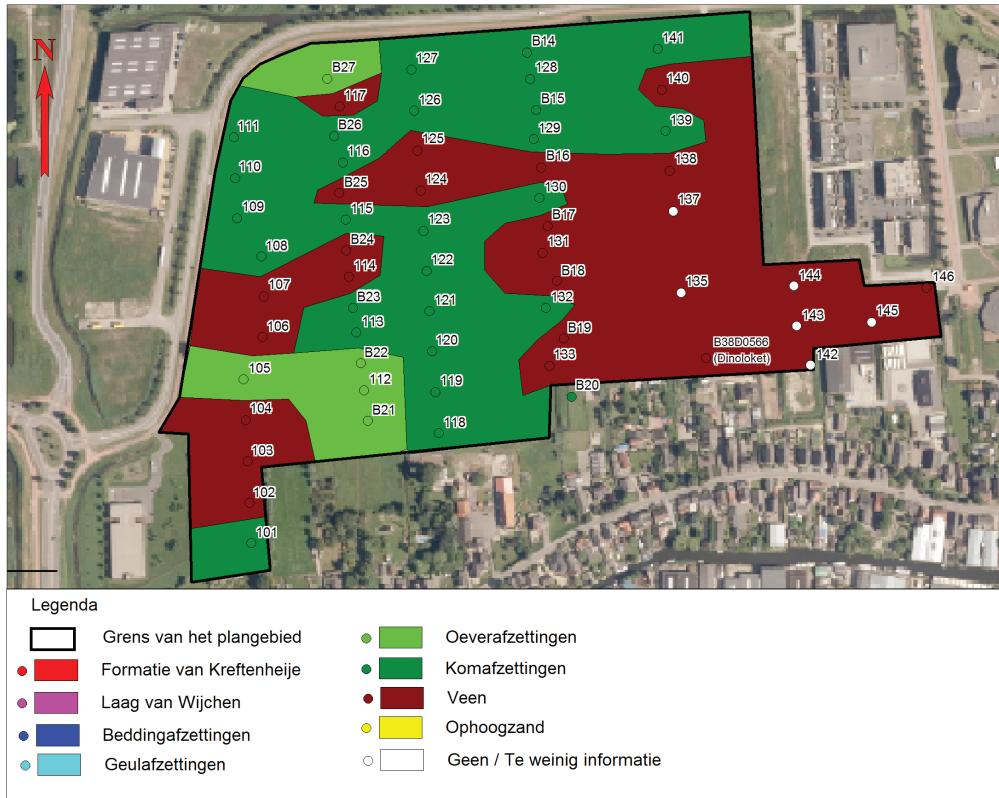 N
B14
141
B27
127
128
140
117
126
B15
111
B26
125
129
139
116
B16
138
110
B25
124
130
137
109
115
123
B17
108
B24
122
131
107
114
B18
135
144
146
B23
121
132
106
113
120
B19
143
145
105
B22
133
B38D0566
(Dinoloket)
142
112
119
B20
104
B21
118
103
102
101
Legenda
Grens van het plangebied
Formatie van Kreftenheije
Laag van Wijchen
Beddingafzettingen
Geulafzettingen
Oeverafzettingen
Komafzettingen
Veen
Ophoogzand
Geen / Te weinig informatie